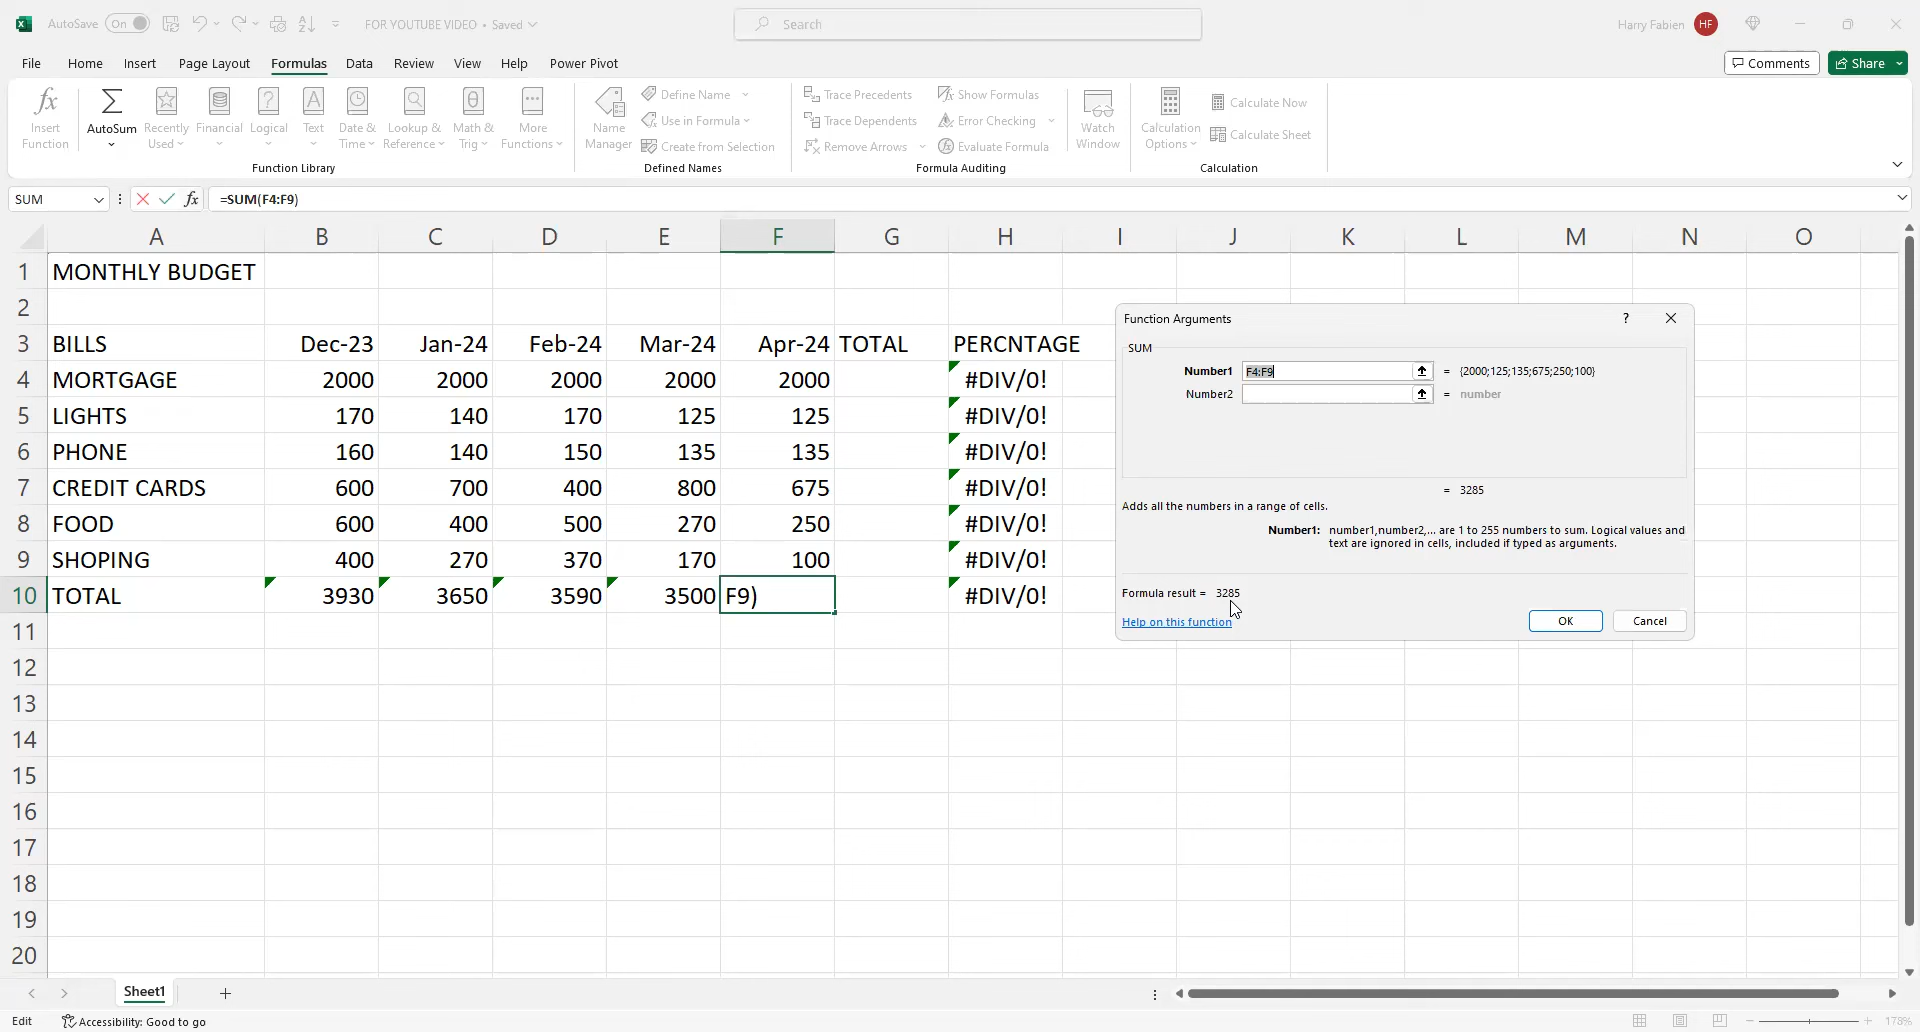 AutoSave On FOR YOUTUBE VIDEO • Saved Search Harry Fabien HF
File Home Insert Page Layout Formulas Data Review View Help Power Pivot Comments Share
fx Insert Function
AutoSum
Recently Used
Financial
Logical
Text
Date & Time
Lookup & Reference
Math & Trig
More Functions
Function Library
Name Manager
Define Name
Use in Formula
Create from Selection
Defined Names
Trace Precedents
Trace Dependents
Remove Arrows
Show Formulas
Error Checking
Evaluate Formula
Formula Auditing
Watch Window
Calculation Options
Calculate Now
Calculate Sheet
Calculation
SUM fx =SUM(F4:F9)
A B C D E F G H I J K L M N O
1 MONTHLY BUDGET
2
3 BILLS Dec-23 Jan-24 Feb-24 Mar-24 Apr-24 TOTAL PERCNTAGE
4 MORTGAGE 2000 2000 2000 2000 2000 #DIV/0!
5 LIGHTS 170 140 170 125 125 #DIV/0!
6 PHONE 160 140 150 135 135 #DIV/0!
7 CREDIT CARDS 600 700 400 800 675 #DIV/0!
8 FOOD 600 400 500 270 250 #DIV/0!
9 SHOPING 400 270 370 170 100 #DIV/0!
10 TOTAL 3930 3650 3590 3500 F9) #DIV/0!
11
12
13
14
15
16
17
18
19
20
Function Arguments ?
SUM
Number1 F4:F9 = {2000;125;135;675;250;100}
Number2 = number
= 3285
Adds all the numbers in a range of cells.
Number1: number1,number2,... are 1 to 255 numbers to sum. Logical values and
text are ignored in cells, included if typed as arguments.
Formula result = 3285
Help on this function OK Cancel
Sheet1
Edit Accessibility: Good to go 178%